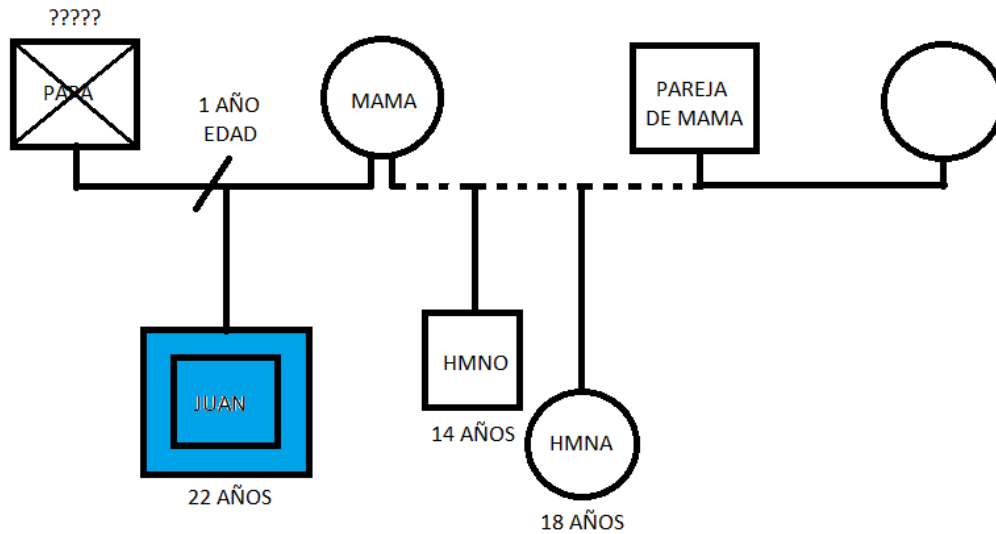 ?????
PAPA
1 AÑO
EDAD
MAMA
PAREJA
DE MAMA
JUAN
22 AÑOS
HMNO
14 AÑOS
HMNA
18 AÑOS